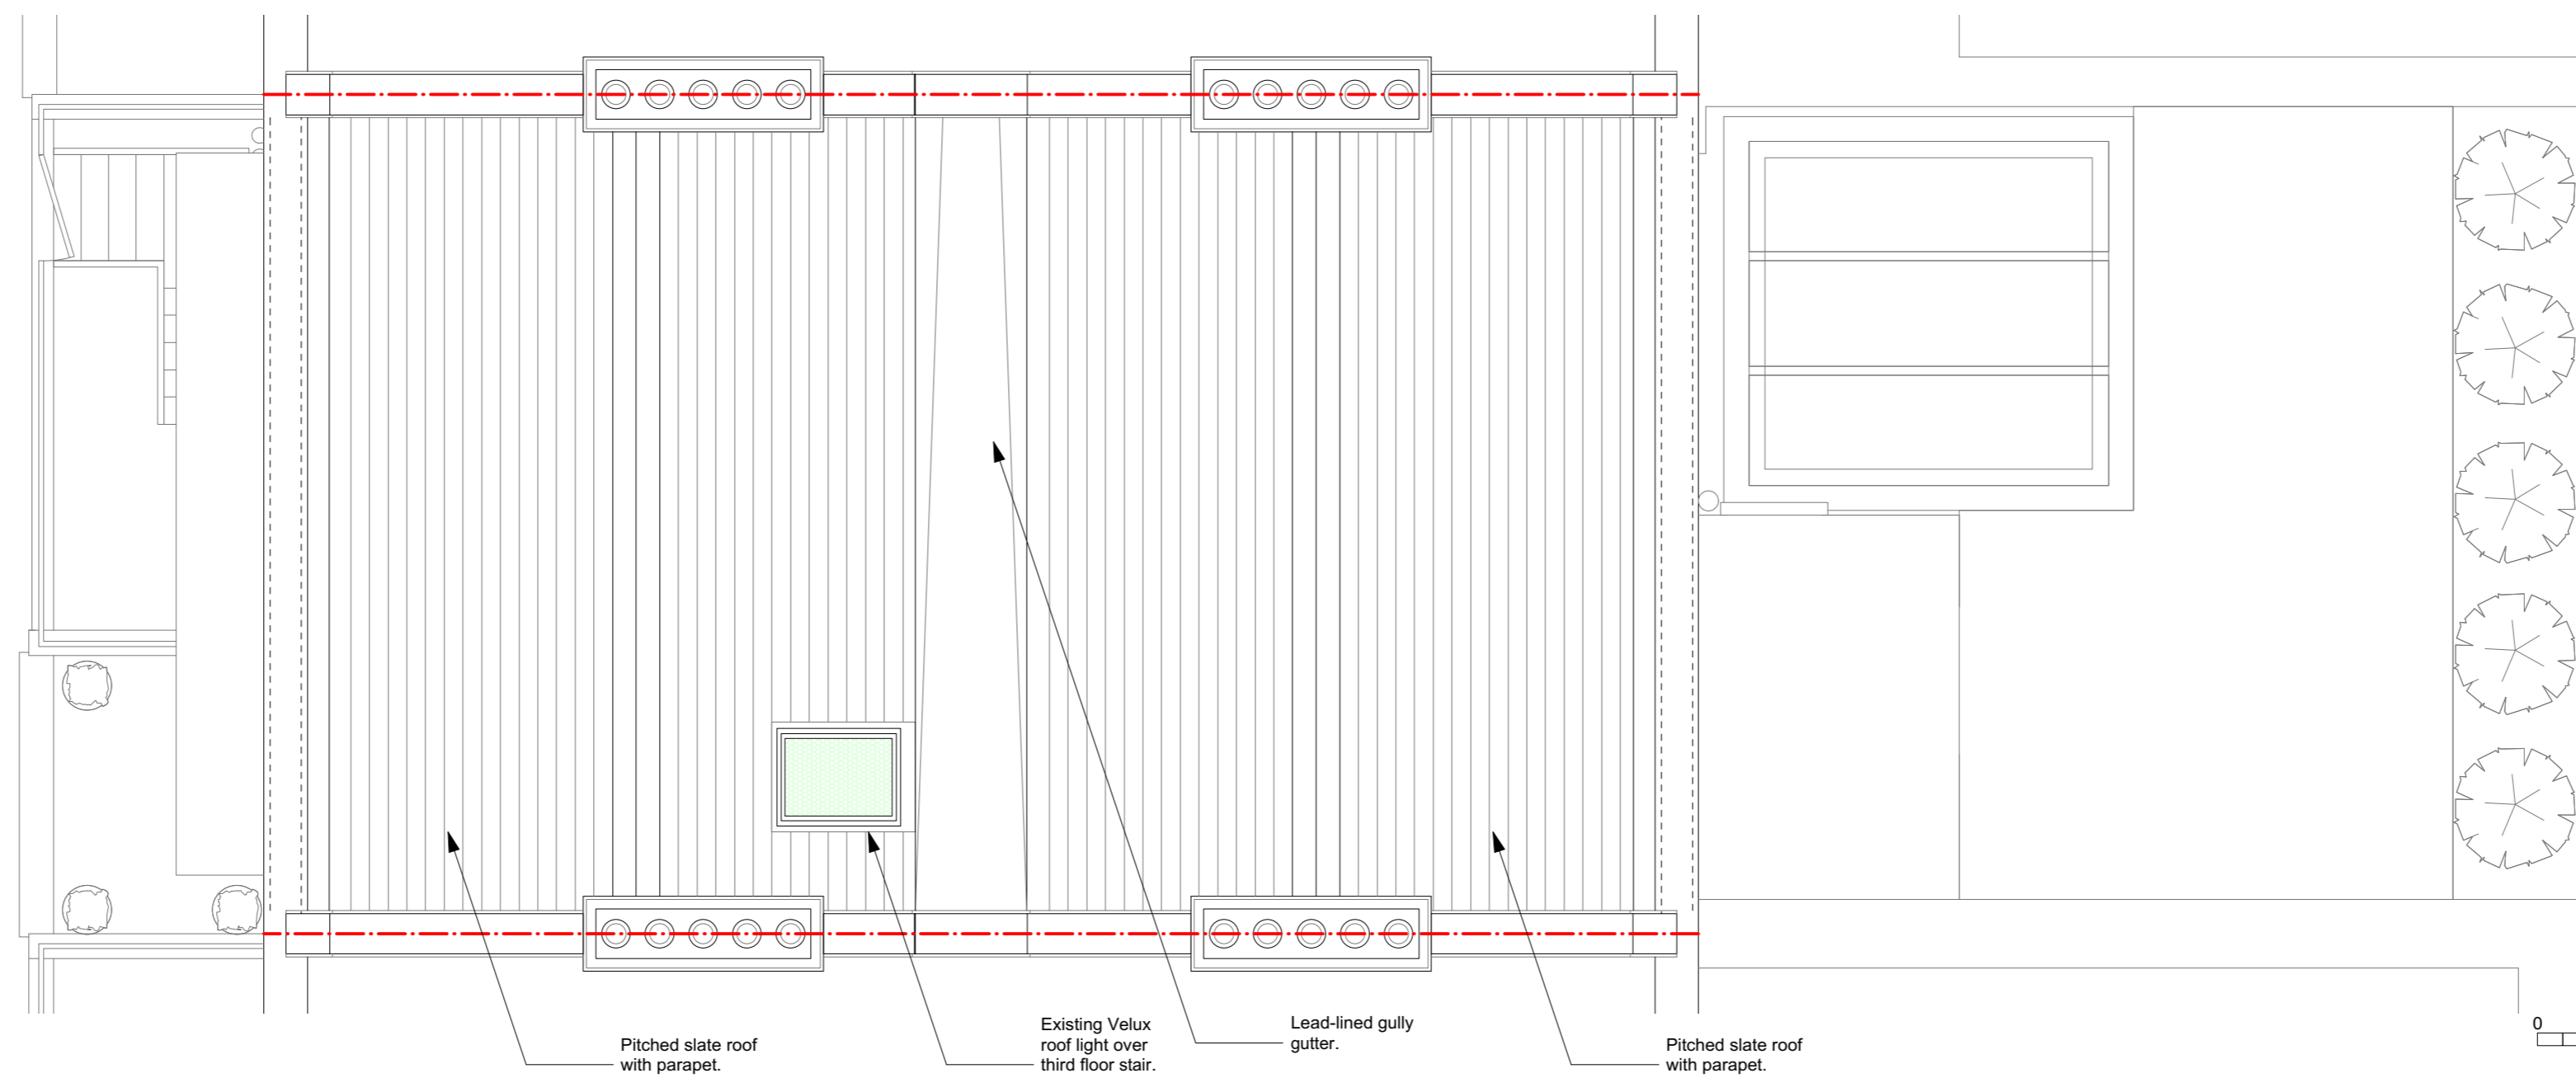 Pitched slate roof
with parapet.
Existing Velux
roof light over
third floor stair.
Lead-lined gully
gutter.
Pitched slate roof
with parapet.
0